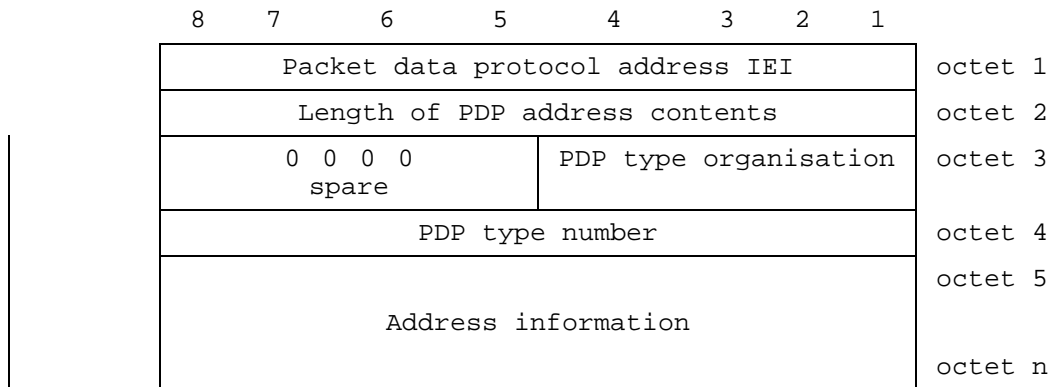 8 7 6 5 4 3 2 1
Packet data protocol address IEI octet 1
Length of PDP address contents octet 2
0 0 0 0 PDP type organisation octet 3
spare
PDP type number octet 4
octet 5
Address information
octet n